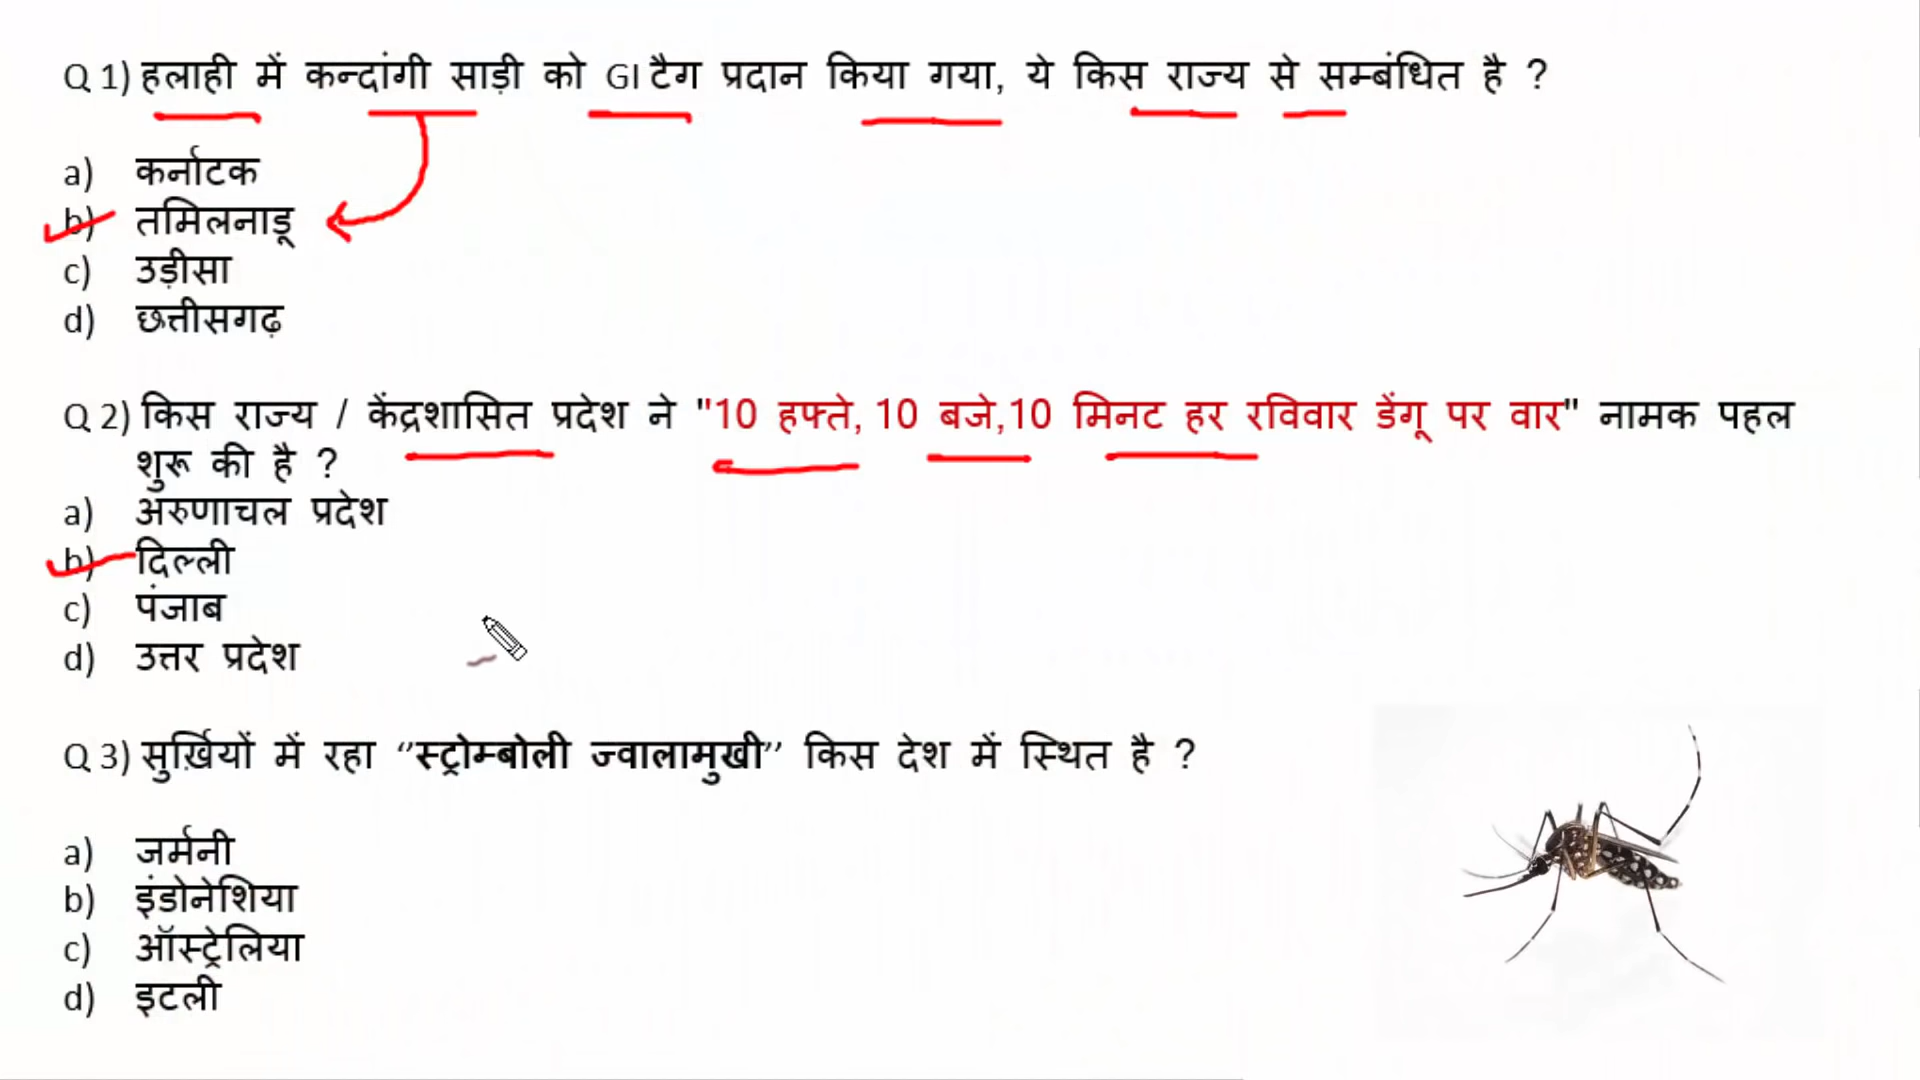 Q 1) हलाही में कन्दांगी साड़ी को GI टैग प्रदान किया गया, ये किस राज्य से सम्बंधित है ?
a) कर्नाटक
b) तमिलनाडू
c) उड़ीसा
d) छत्तीसगढ़
Q 2) किस राज्य / केंद्रशासित प्रदेश ने "10 हफ्ते, 10 बजे,10 मिनट हर रविवार डेंगू पर वार" नामक पहल
शुरू की है ?
a) अरुणाचल प्रदेश
b) दिल्ली
c) पंजाब
d) उत्तर प्रदेश
Q 3) सुर्ख़ियों में रहा ‘’स्ट्रोम्बोली ज्वालामुखी’’ किस देश में स्थित है ?
a) जर्मनी
b) इंडोनेशिया
c) ऑस्ट्रेलिया
d) इटली